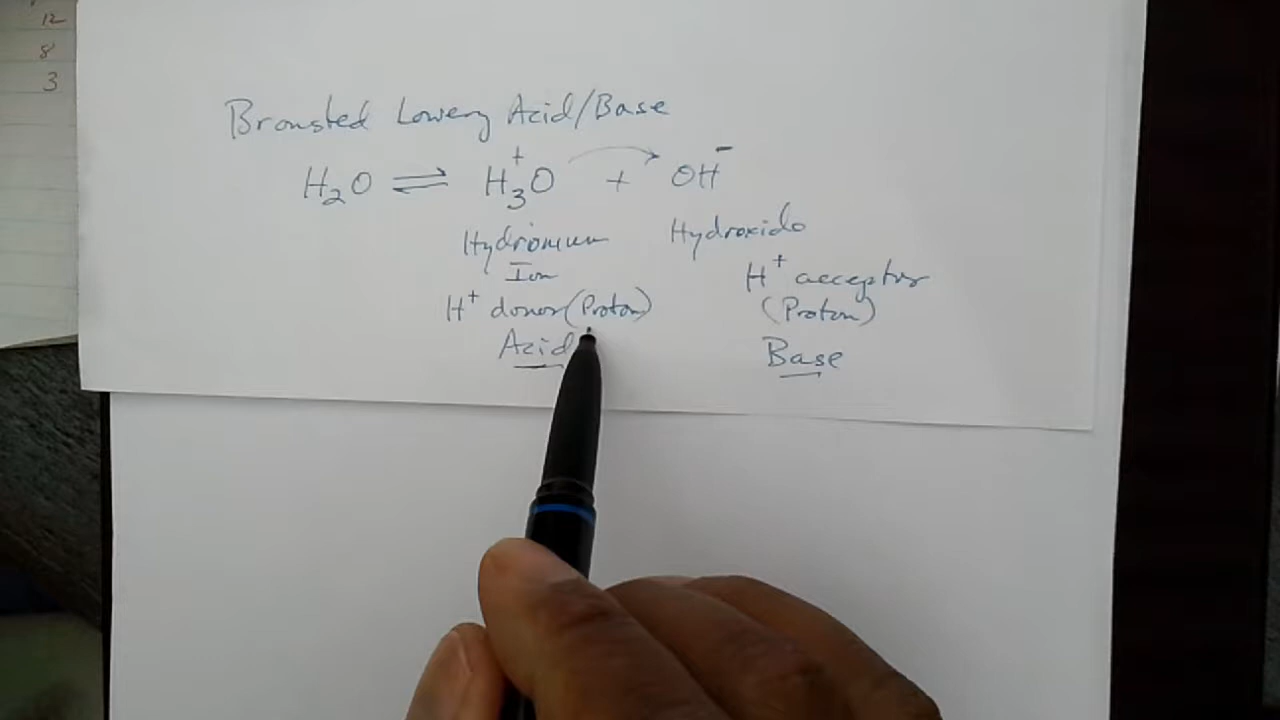 12
8
3
Bronsted Lowery Acid/Base
H₂O ⇌ H₃⁺O + OH⁻
Hydronium Hydroxide
Ion
H⁺ acceptor
H⁺ donor (Proton) (Proton)
Acid Base